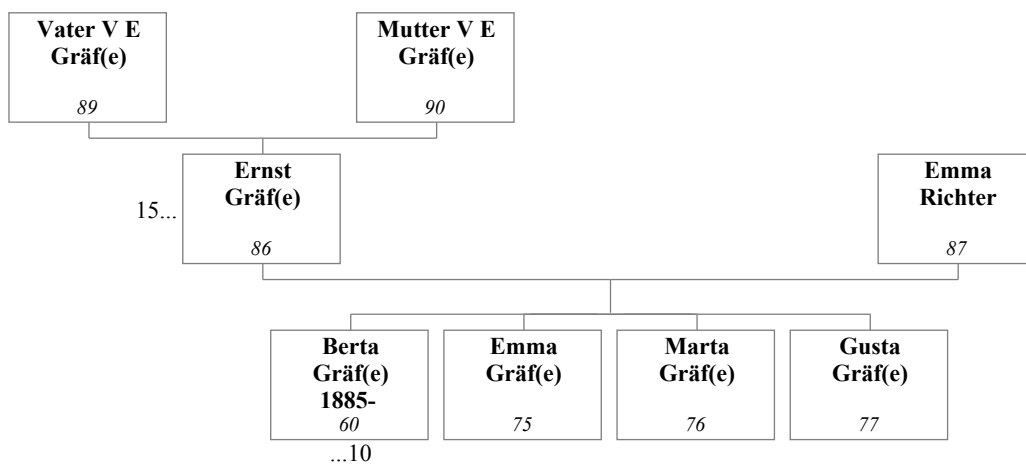 Vater V E
Gräf(e)
89
Mutter V E
Gräf(e)
90
15...
Ernst
Gräf(e)
86
Emma
Richter
87
Berta
Gräf(e)
1885-
60
...10
Emma
Gräf(e)
75
Marta
Gräf(e)
76
Gusta
Gräf(e)
77